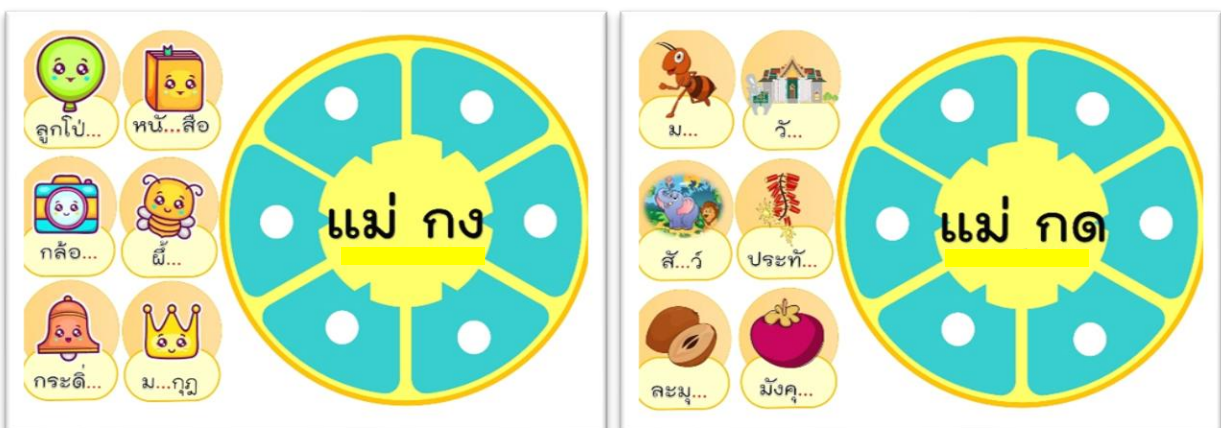 ลูกโป่...
หนั...สือ
กล้อ...
ผึ้...
กระดิ่...
ม...กุฎ
แม่ กง
ม...
วั...
สั...ว์
ประทั...
ละมุ...
มังคุ...
แม่ กด